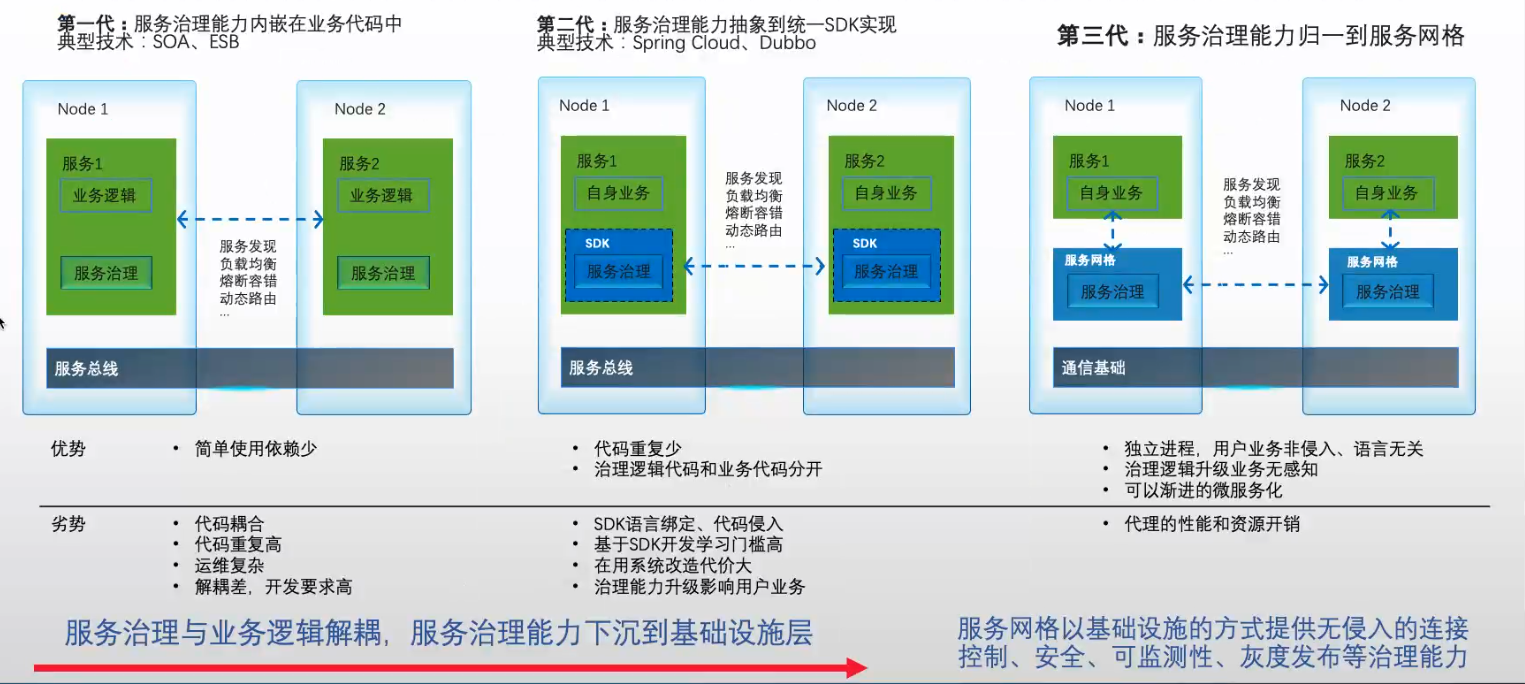 第一代：服务治理能力内嵌在业务代码中
典型技术：SOA、ESB
Node 1
服务1
业务逻辑
服务治理
Node 2
服务2
业务逻辑
服务治理
服务发现
负载均衡
熔断容错
动态路由
...
服务总线
第二代：服务治理能力抽象到统一SDK实现
典型技术：Spring Cloud、Dubbo
Node 1
服务1
自身业务
SDK
服务治理
Node 2
服务2
自身业务
SDK
服务治理
服务发现
负载均衡
熔断容错
动态路由
...
服务总线
第三代：服务治理能力归一到服务网格
Node 1
服务1
自身业务
服务网格
服务治理
Node 2
服务2
自身业务
服务网格
服务治理
服务发现
负载均衡
熔断容错
动态路由
...
通信基础
优势
• 简单使用依赖少
• 代码重复少
• 治理逻辑代码和业务代码分开
• 独立进程，用户业务非侵入、语言无关
• 治理逻辑升级业务无感知
• 可以渐进的微服务化
劣势
• 代码耦合
• 代码重复高
• 运维复杂
• 解耦差，开发要求高
• SDK语言绑定、代码侵入
• 基于SDK开发学习门槛高
• 在用系统改造代价大
• 治理能力升级影响用户业务
• 代理的性能和资源开销
服务治理与业务逻辑解耦，服务治理能力下沉到基础设施层
服务网格以基础设施的方式提供无侵入的连接
控制、安全、可监测性、灰度发布等治理能力